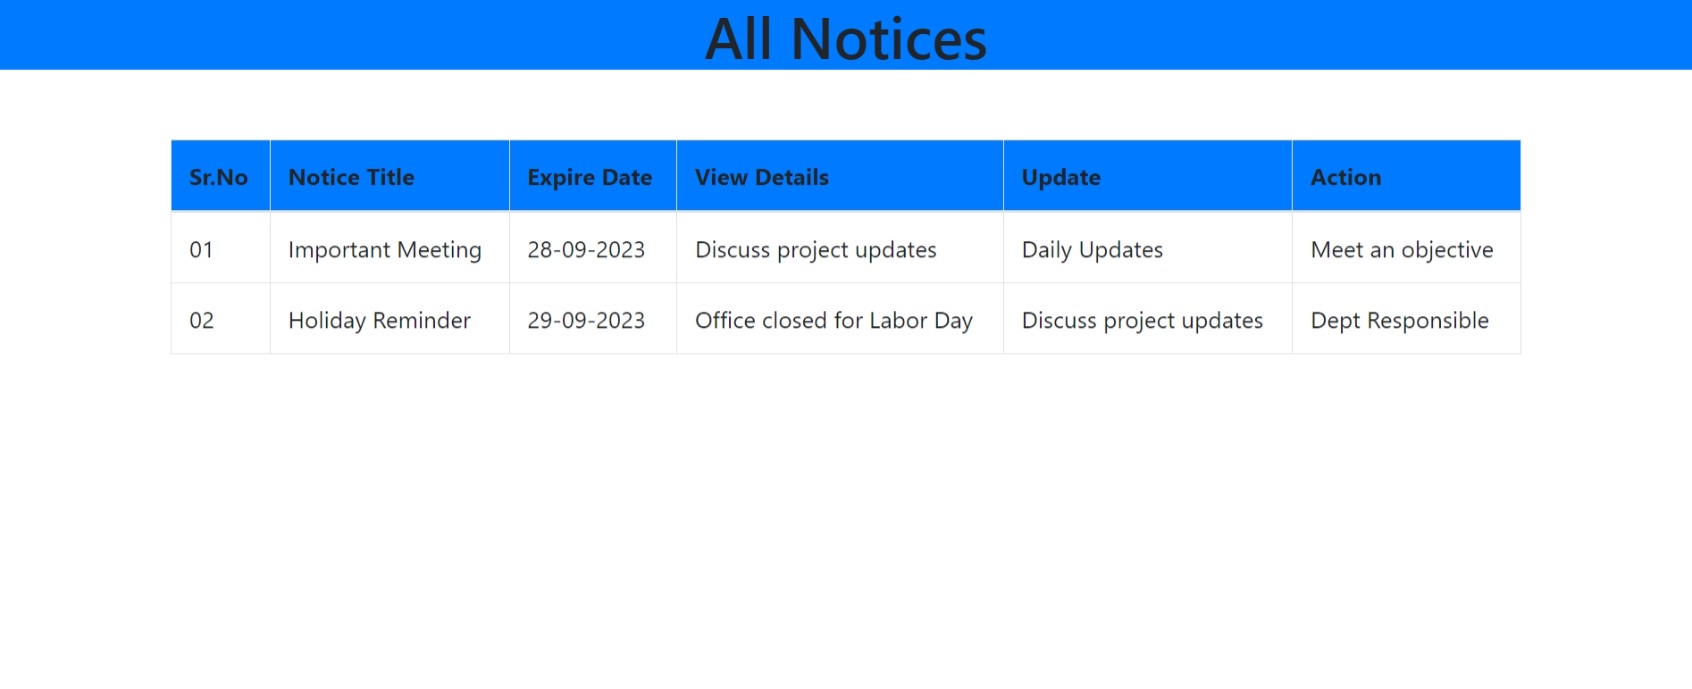 All Notices
Sr.No Notice Title Expire Date View Details Update Action
01 Important Meeting 28-09-2023 Discuss project updates Daily Updates Meet an objective
02 Holiday Reminder 29-09-2023 Office closed for Labor Day Discuss project updates Dept Responsible